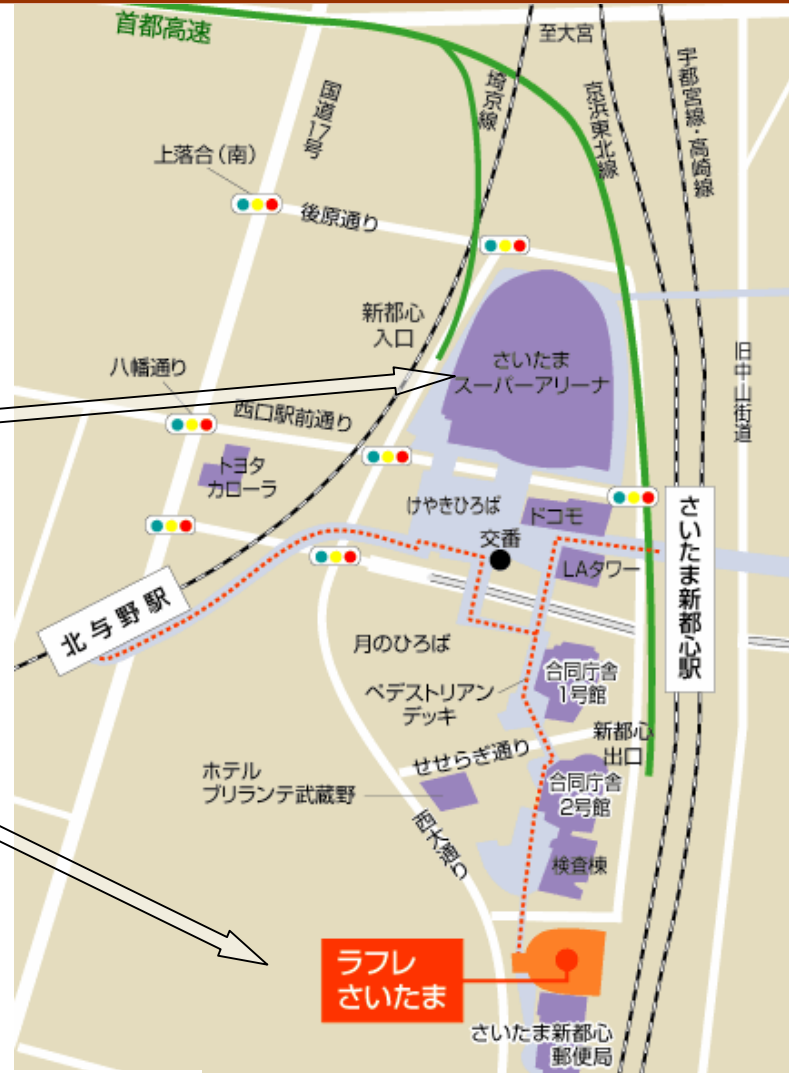 首都高速
至大宮
埼京線
京浜東北線
宇都宮線・高崎線
国道17号
上落合（南）
後原通り
新都心
入口
さいたま
スーパーアリーナ
旧中山街道
八幡通り
西口駅前通り
トヨタ
カローラ
けやきひろば
ドコモ
交番
LAタワー
さいたま新都心駅
北与野駅
月のひろば
合同庁舎
1号館
ペデストリアン
デッキ
新都心
出口
せせらぎ通り
ホテル
ブリランテ武蔵野
合同庁舎
2号館
西大通り
検査棟
ラフレ
さいたま
さいたま新都心
郵便局